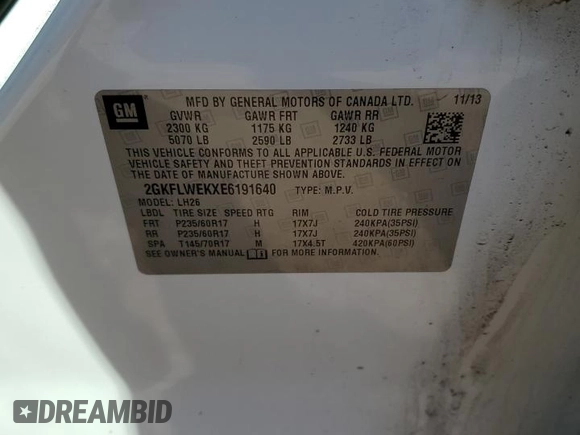 GM
MFD BY GENERAL MOTORS OF CANADA LTD. 11/13
GVWR GAWR FRT GAWR RR
2300 KG 1175 KG 1240 KG
5070 LB 2590 LB 2733 LB
THIS VEHICLE CONFORMS TO ALL APPLICABLE U.S. FEDERAL MOTOR
VEHICLE SAFETY AND THEFT PREVENTION STANDARDS IN EFFECT ON
THE DATE OF MANUFACTURE SHOWN ABOVE.
2GKFLWEKXE6191640 TYPE: M.P.V.
MODEL: LH26
LBDL TIRE SIZE SPEED RTG RIM COLD TIRE PRESSURE
FRT P235/60R17 H 17X7J 240KPA(35PSI)
RR P235/60R17 H 17X7J 240KPA(35PSI)
SPA T145/70R17 M 17X4.5T 420KPA(60PSI)
SEE OWNER'S MANUAL FOR MORE INFORMATION.
DREAMBID